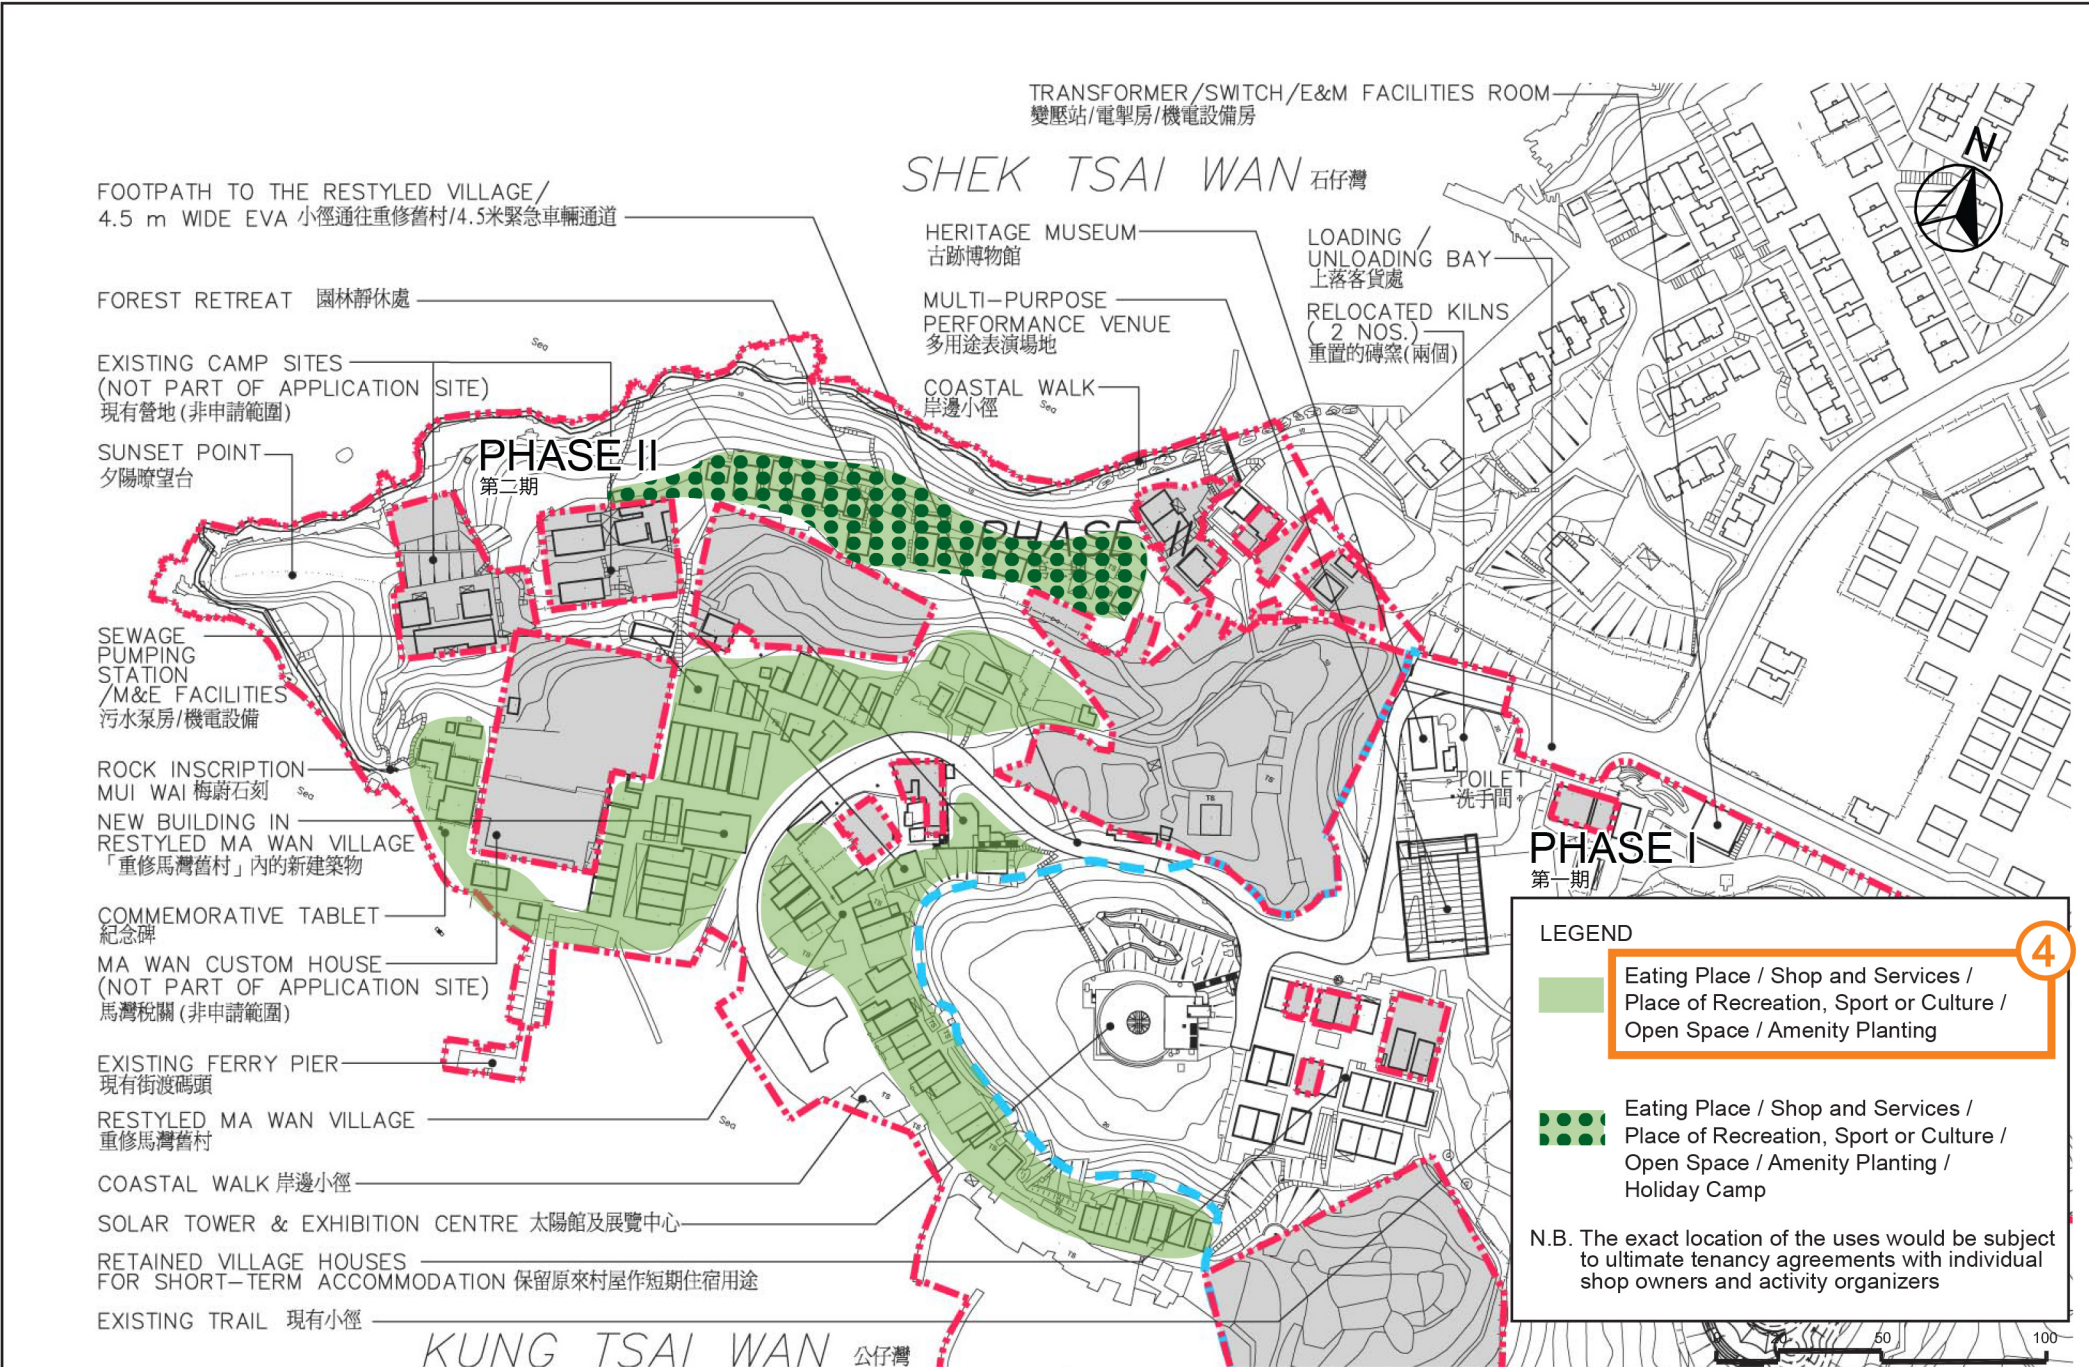 TRANSFORMER/SWITCH/E&M FACILITIES ROOM
變壓站/電掣房/機電設備房
SHEK TSAI WAN 石仔灣
N
FOOTPATH TO THE RESTYLED VILLAGE/
4.5 m WIDE EVA 小徑通往重修舊村/4.5米緊急車輛通道
HERITAGE MUSEUM
古跡博物館
LOADING /
UNLOADING BAY
上落客貨處
FOREST RETREAT 園林靜休處
MULTI-PURPOSE
PERFORMANCE VENUE
多用途表演場地
RELOCATED KILNS
( 2 NOS.)
重置的磚窯(兩個)
Sea
EXISTING CAMP SITES
(NOT PART OF APPLICATION SITE)
現有營地(非申請範圍)
COASTAL WALK
岸邊小徑
Sea
SUNSET POINT
夕陽暸望台
PHASE II
第二期
PHASE II
SEWAGE
PUMPING
STATION
/M&E FACILITIES
污水泵房/機電設備
ROCK INSCRIPTION
MUI WAI 梅蔚石刻
Sea
NEW BUILDING IN
RESTYLED MA WAN VILLAGE
「重修馬灣舊村」內的新建築物
TOILET
洗手間
PHASE I
第一期
COMMEMORATIVE TABLET
紀念碑
MA WAN CUSTOM HOUSE
(NOT PART OF APPLICATION SITE)
馬灣稅關(非申請範圍)
EXISTING FERRY PIER
現有街渡碼頭
RESTYLED MA WAN VILLAGE
重修馬灣舊村
Sea
COASTAL WALK 岸邊小徑
SOLAR TOWER & EXHIBITION CENTRE 太陽館及展覽中心
RETAINED VILLAGE HOUSES
FOR SHORT-TERM ACCOMMODATION 保留原來村屋作短期住宿用途
EXISTING TRAIL 現有小徑
KUNG TSAI WAN 公仔灣
LEGEND
4
Eating Place / Shop and Services /
Place of Recreation, Sport or Culture /
Open Space / Amenity Planting
Eating Place / Shop and Services /
Place of Recreation, Sport or Culture /
Open Space / Amenity Planting /
Holiday Camp
N.B. The exact location of the uses would be subject
to ultimate tenancy agreements with individual
shop owners and activity organizers
50
100